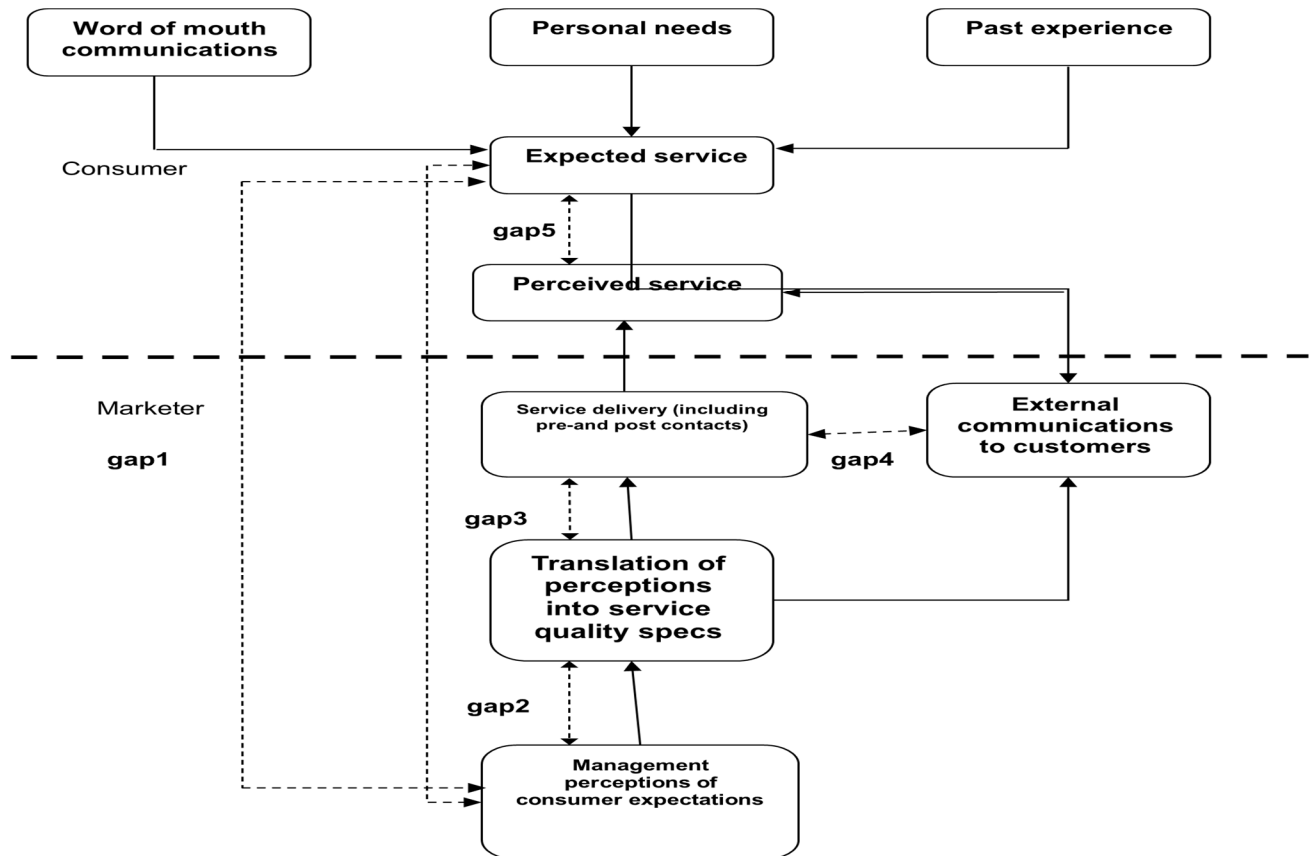 Word of mouth
communications
Personal needs
Past experience
Expected service
Consumer
gap5
Perceived service
Marketer
gap1
Service delivery (including
pre-and post contacts)
External
communications
to customers
gap4
gap3
Translation of
perceptions
into service
quality specs
gap2
Management
perceptions of
consumer expectations